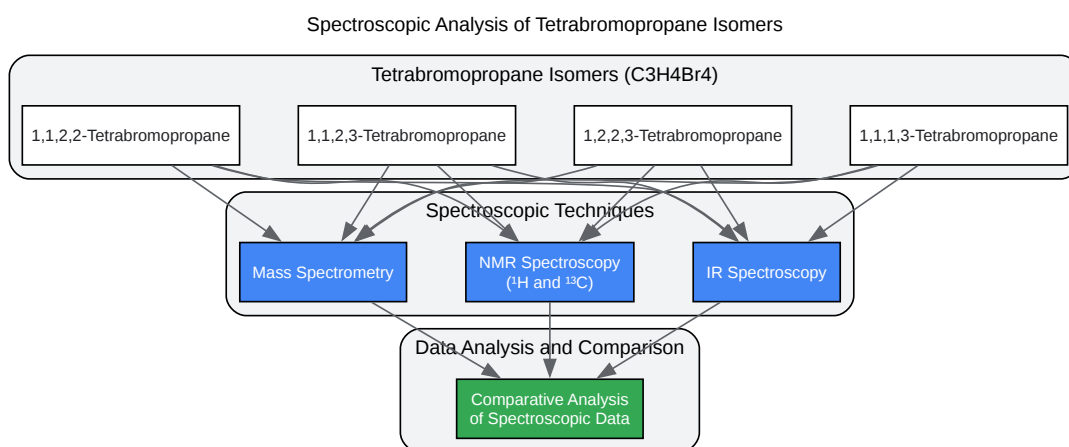 Spectroscopic Analysis of Tetrabromopropane Isomers
Tetrabromopropane Isomers (C3H4Br4)
1,1,2,2-Tetrabromopropane
1,1,2,3-Tetrabromopropane
1,2,2,3-Tetrabromopropane
1,1,1,3-Tetrabromopropane
Spectroscopic Techniques
Mass Spectrometry
NMR Spectroscopy
(¹H and ¹³C)
IR Spectroscopy
Data Analysis and Comparison
Comparative Analysis
of Spectroscopic Data